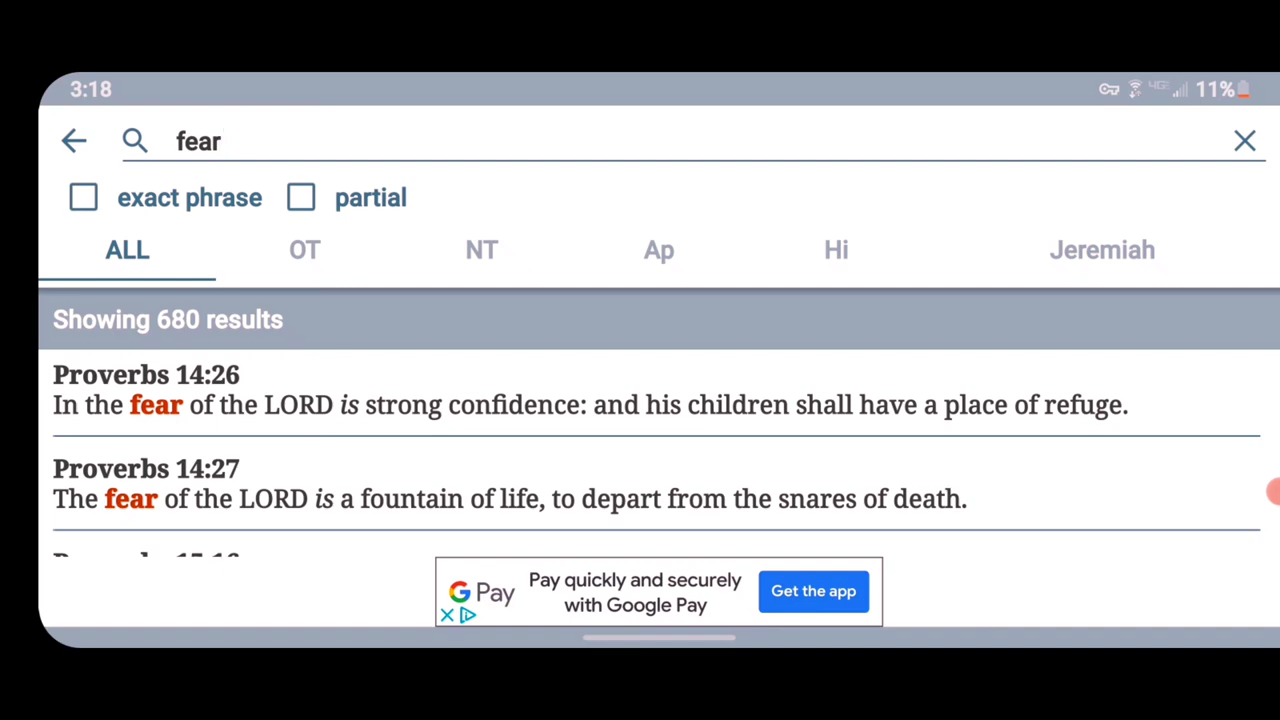 3:18 4G 11%
fear
exact phrase partial
ALL OT NT Ap Hi Jeremiah
Showing 680 results
Proverbs 14:26
In the fear of the LORD is strong confidence: and his children shall have a place of refuge.
Proverbs 14:27
The fear of the LORD is a fountain of life, to depart from the snares of death.
G Pay
Pay quickly and securely
with Google Pay
Get the app